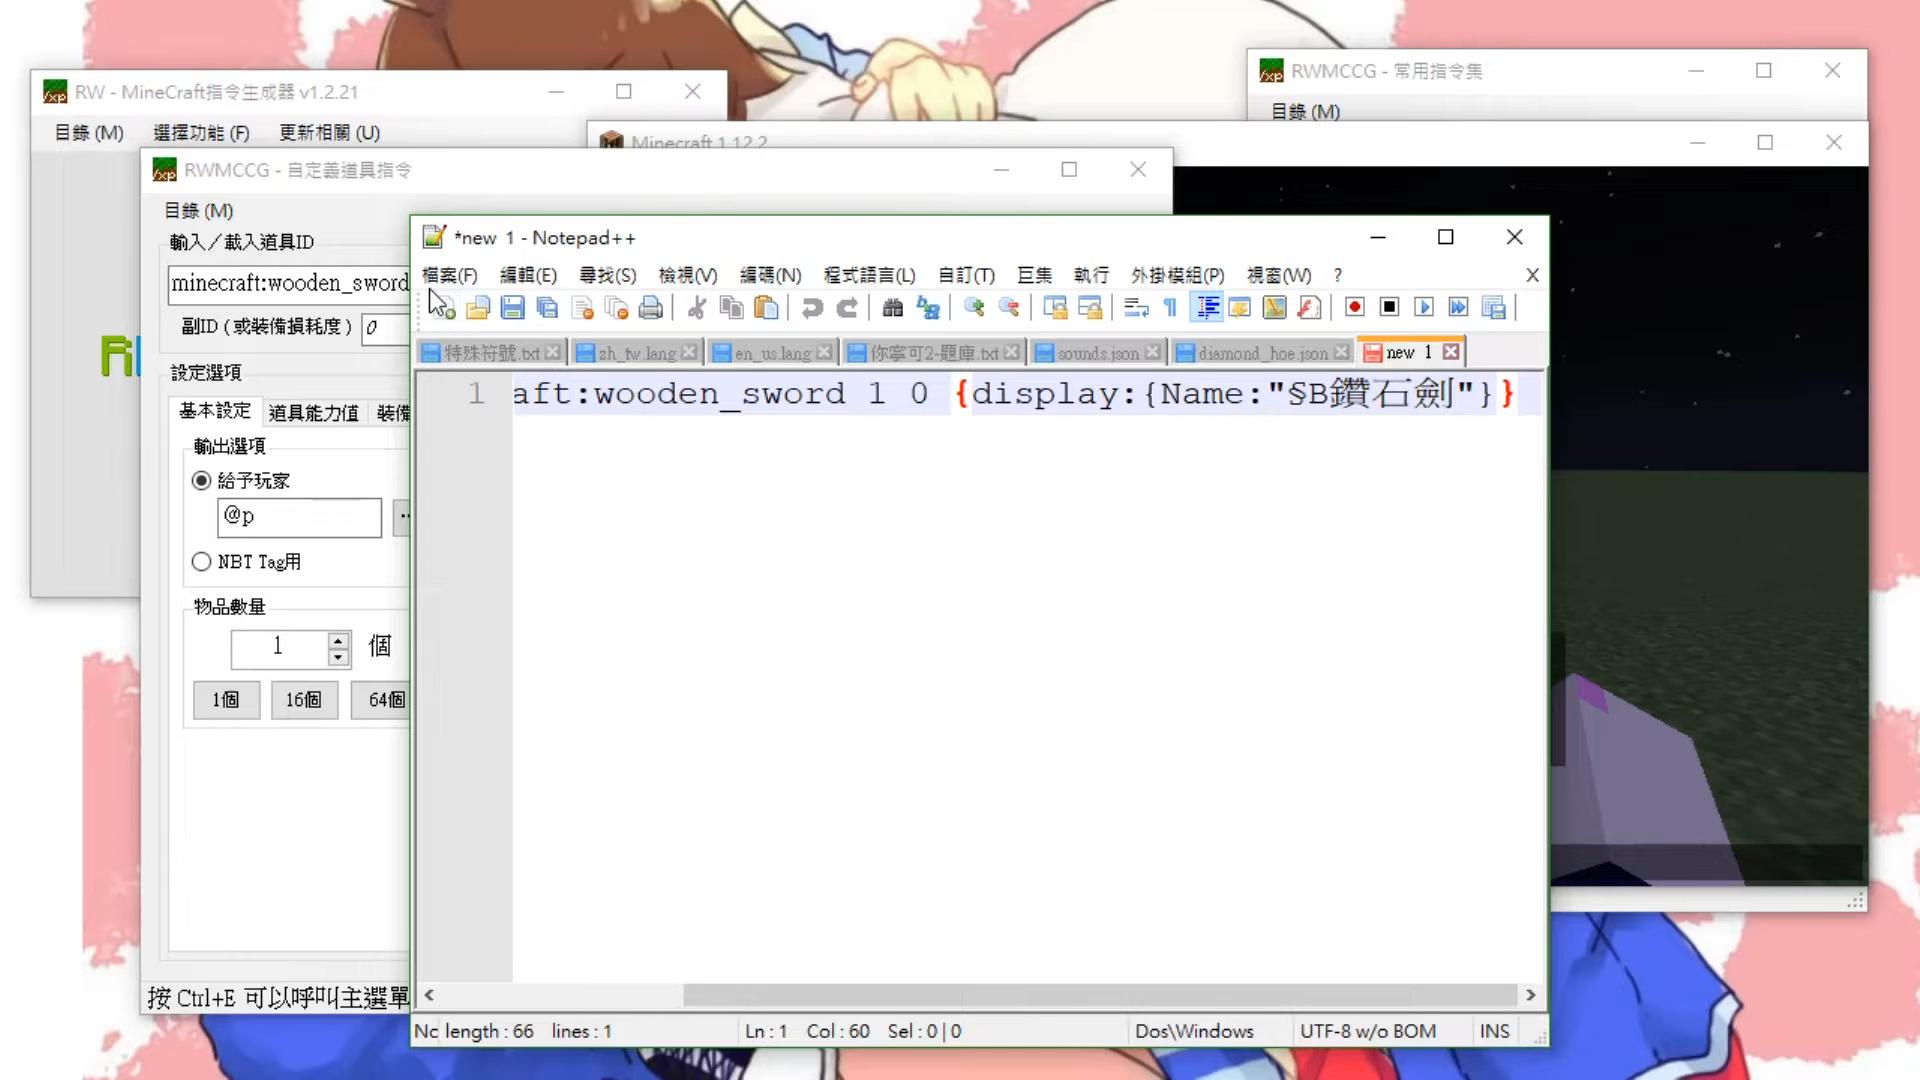 RW - MineCraft指令生成器 v1.2.21
目錄 (M) 選擇功能 (F) 更新相關 (U)
RWMCCG - 常用指令集
目錄 (M)
Minecraft 1.12.2
RWMCCG - 自定義道具指令
目錄 (M)
輸入／載入道具ID
minecraft:wooden_sword
副ID ( 或裝備損耗度 ) 0
設定選項
基本設定 道具能力值 裝備
輸出選項
給予玩家
@p
NBT Tag用
物品數量
1 個
1個 16個 64個
按 Ctrl+E 可以呼叫主選單
*new 1 - Notepad++
檔案(F) 編輯(E) 尋找(S) 檢視(V) 編碼(N) 程式語言(L) 自訂(T) 巨集 執行 外掛模組(P) 視窗(W) ? X
特殊符號.txt zh_tw.lang en_us.lang 你寧可2-題庫.txt sounds.json diamond_hoe.json new 1
1 aft:wooden_sword 1 0 {display:{Name:"§B鑽石劍"}}
Nc length : 66 lines : 1 Ln : 1 Col : 60 Sel : 0 | 0 Dos\Windows UTF-8 w/o BOM INS